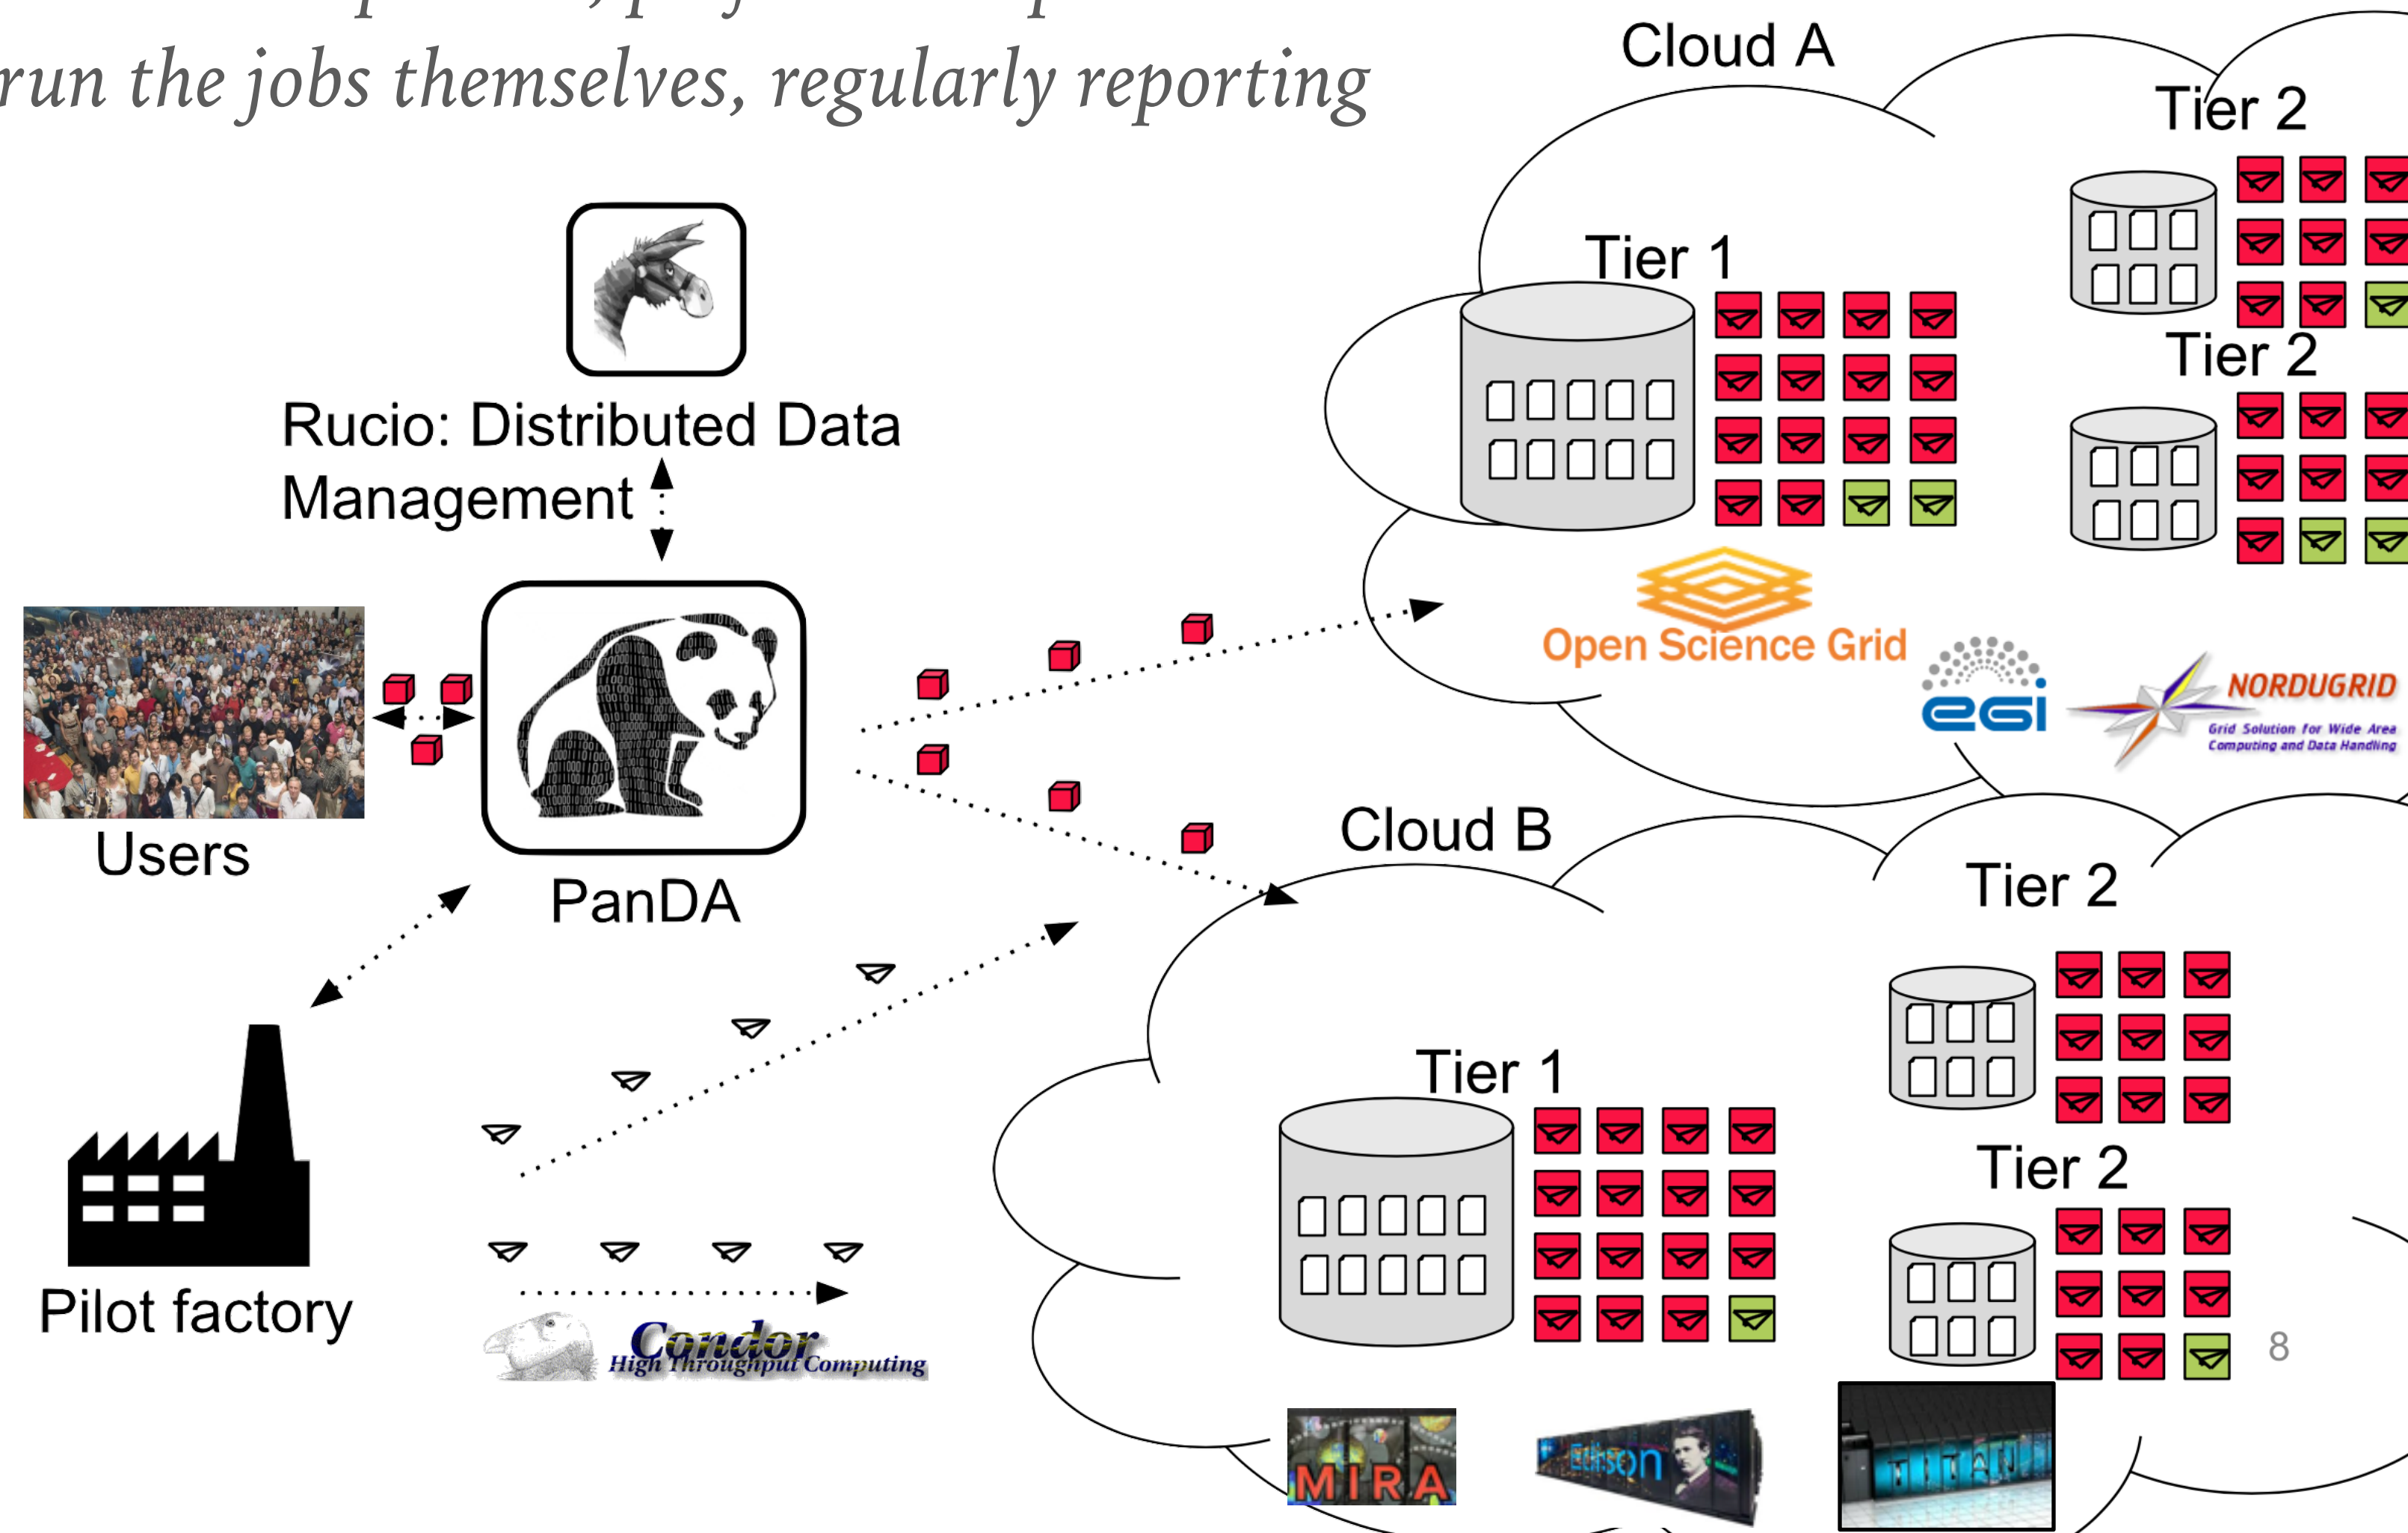 run the jobs themselves, regularly reporting
Cloud A
Tier 2
Tier 1
Tier 2
Rucio: Distributed Data
Management
Open Science Grid
egi
NORDUGRID
Grid Solution for Wide Area
Computing and Data Handling
Users
PanDA
Cloud B
Tier 2
Tier 1
Tier 2
Pilot factory
Condor
High Throughput Computing
8
MIRA
Edison
TITAN